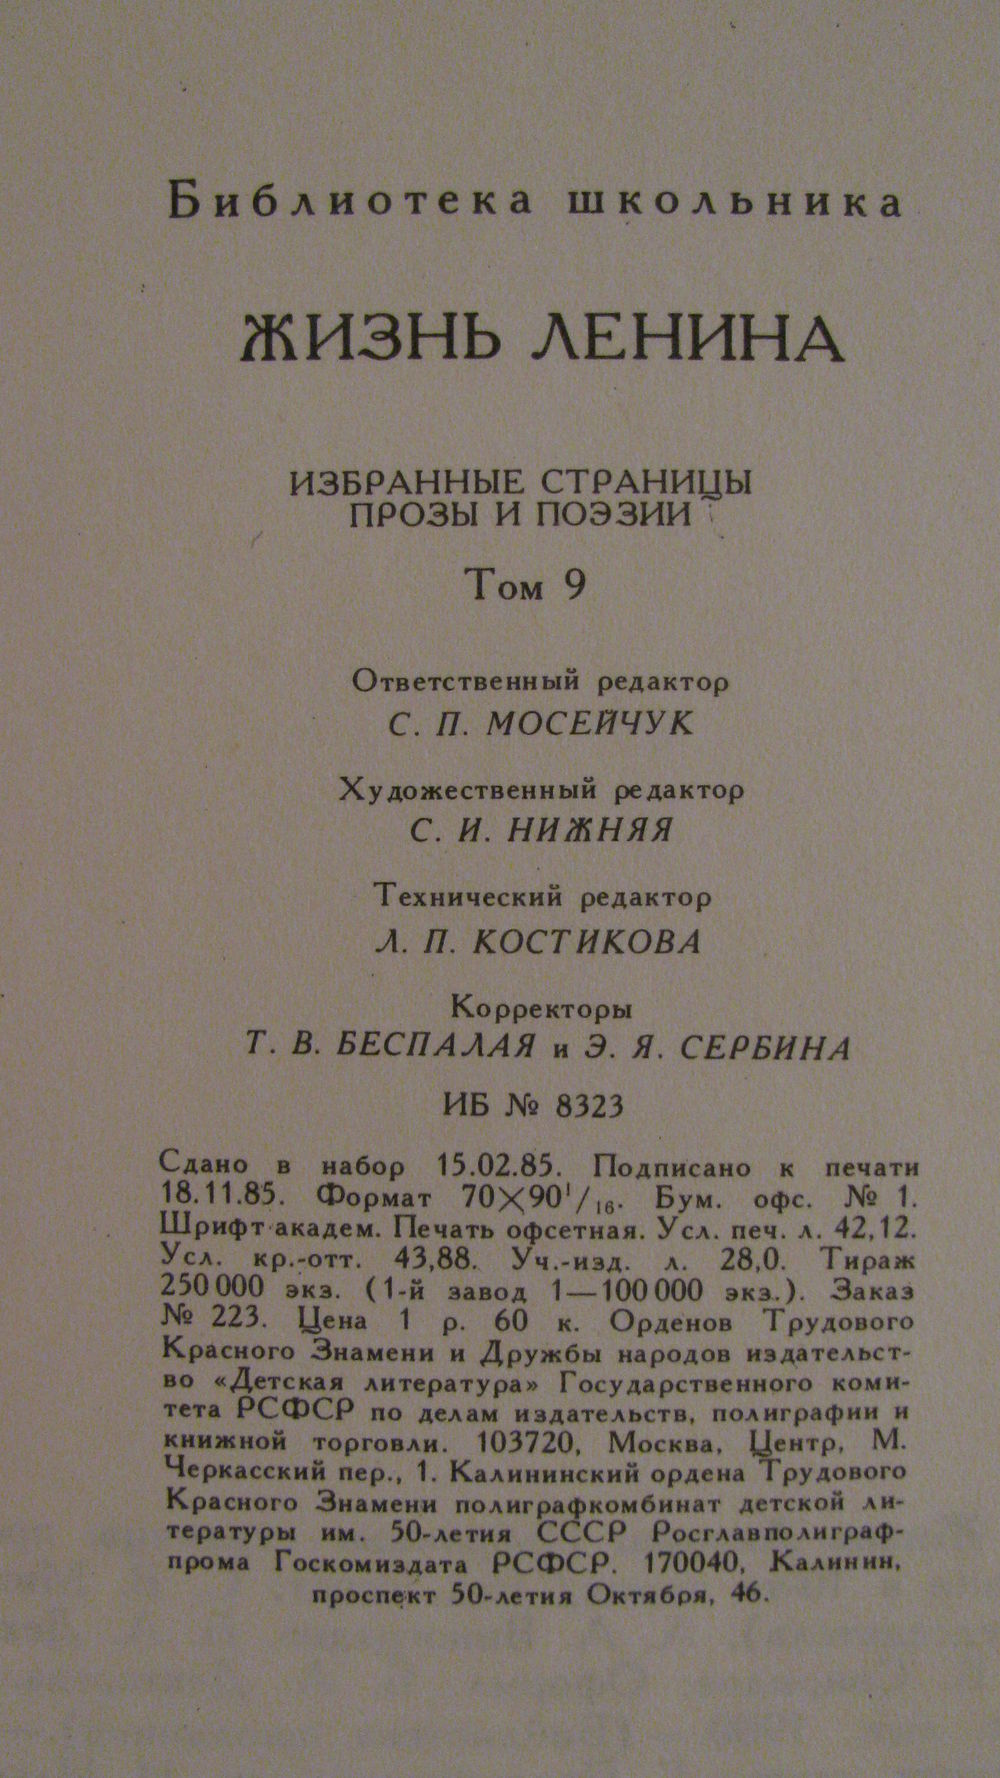 Библиотека школьника
ЖИЗНЬ ЛЕНИНА
ИЗБРАННЫЕ СТРАНИЦЫ
ПРОЗЫ И ПОЭЗИИ
Том 9
Ответственный редактор
С. П. МОСЕЙЧУК
Художественный редактор
С. И. НИЖНЯЯ
Технический редактор
Л. П. КОСТИКОВА
Корректоры
Т. В. БЕСПАЛАЯ и Э. Я. СЕРБИНА
ИБ № 8323
Сдано в набор 15.02.85. Подписано к печати
18.11.85. Формат 70×90¹/₁₆. Бум. офс. № 1.
Шрифт академ. Печать офсетная. Усл. печ. л. 42,12.
Усл. кр.-отт. 43,88. Уч.-изд. л. 28,0. Тираж
250 000 экз. (1-й завод 1—100 000 экз.). Заказ
№ 223. Цена 1 р. 60 к. Орденов Трудового
Красного Знамени и Дружбы народов издательст-
во «Детская литература» Государственного коми-
тета РСФСР по делам издательств, полиграфии и
книжной торговли. 103720, Москва, Центр, М.
Черкасский пер., 1. Калининский ордена Трудового
Красного Знамени полиграфкомбинат детской ли-
тературы им. 50-летия СССР Росглавполиграф-
прома Госкомиздата РСФСР. 170040, Калинин,
проспект 50-летия Октября, 46.